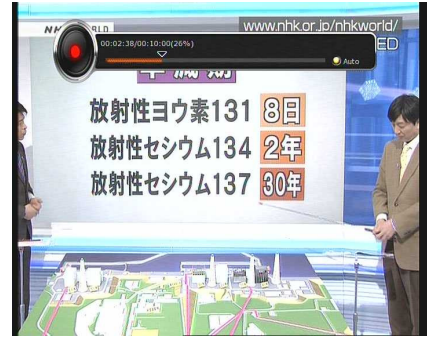 www.nhk.or.jp/nhkworld/
00:02:38/00:10:00(26%)
Auto
半減期
放射性ヨウ素131 8日
放射性セシウム134 2年
放射性セシウム137 30年